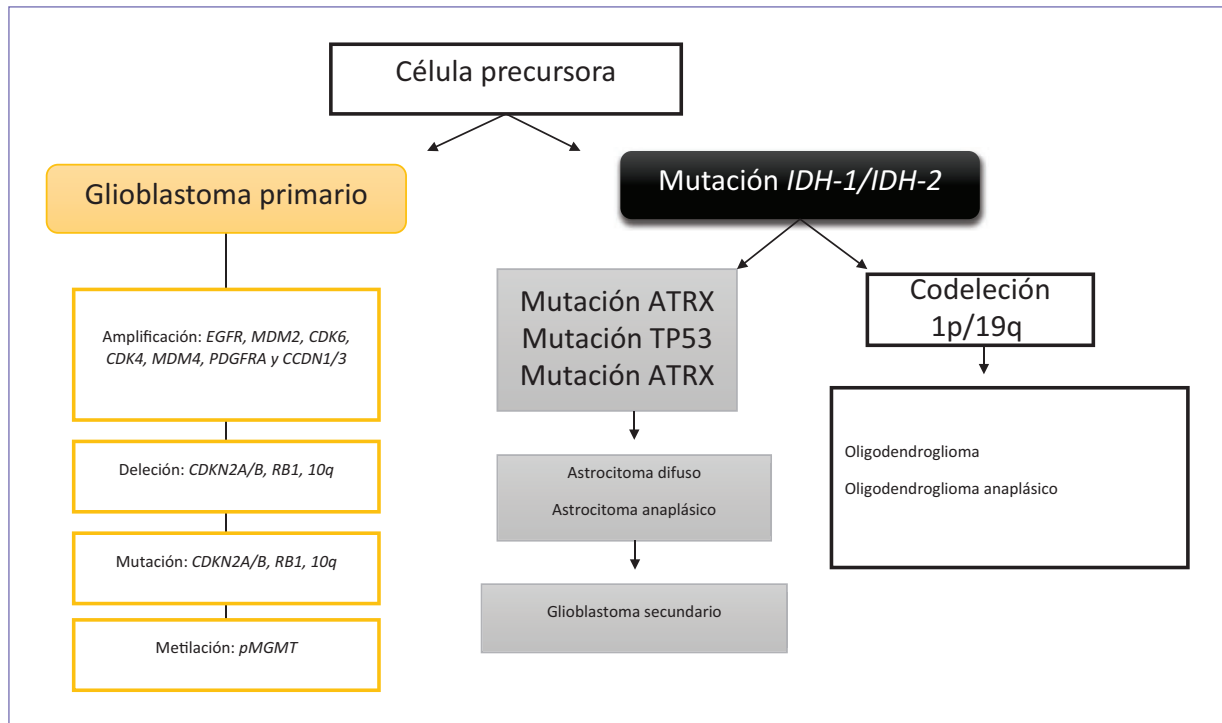 Célula precursora
Glioblastoma primario
Amplificación: EGFR, MDM2, CDK6,
CDK4, MDM4, PDGFRA y CCDN1/3
Deleción: CDKN2A/B, RB1, 10q
Mutación: CDKN2A/B, RB1, 10q
Metilación: pMGMT
Mutación IDH-1/IDH-2
Mutación ATRX
Mutación TP53
Mutación ATRX
Astrocitoma difuso
Astrocitoma anaplásico
Glioblastoma secundario
Codeleción
1p/19q
Oligodendroglioma
Oligodendroglioma anaplásico